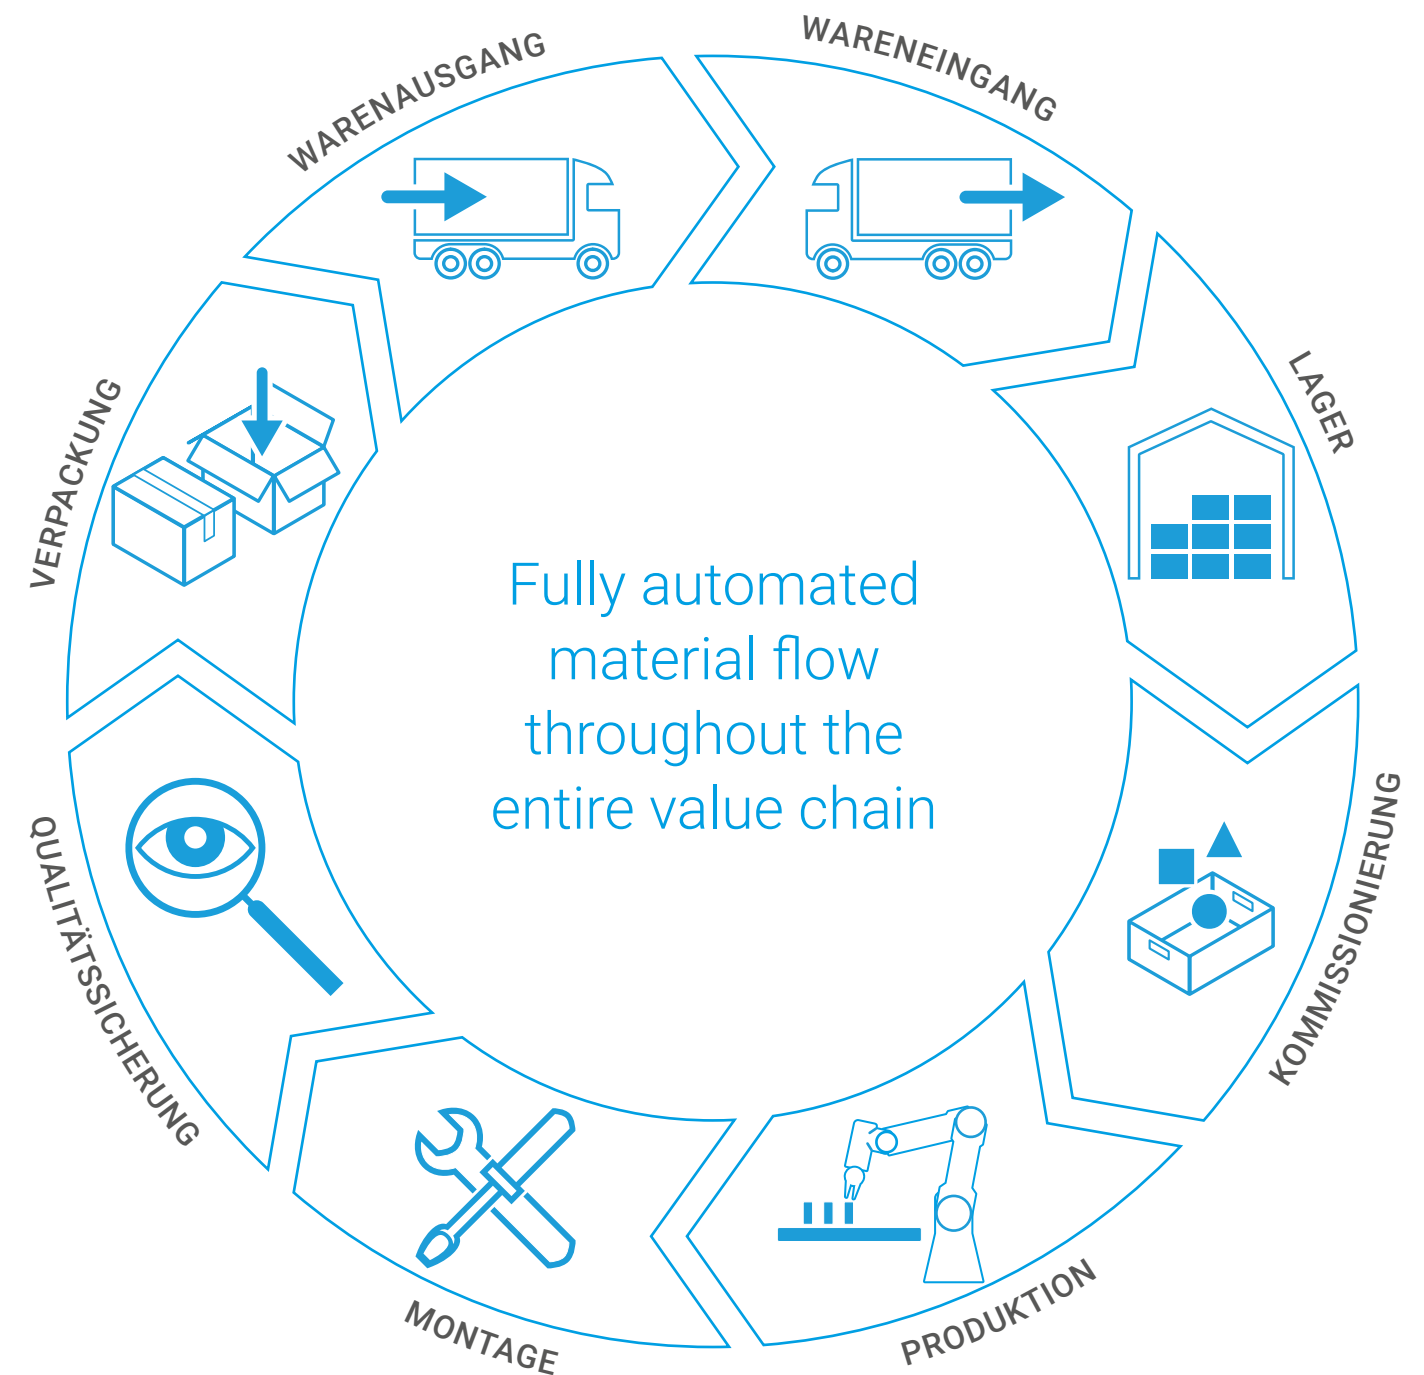 WARENEINGANG
LAGER
KOMMISSIONIERUNG
PRODUKTION
MONTAGE
QUALITÄTSSICHERUNG
VERPACKUNG
WARENAUSGANG
Fully automated
material flow
throughout the
entire value chain